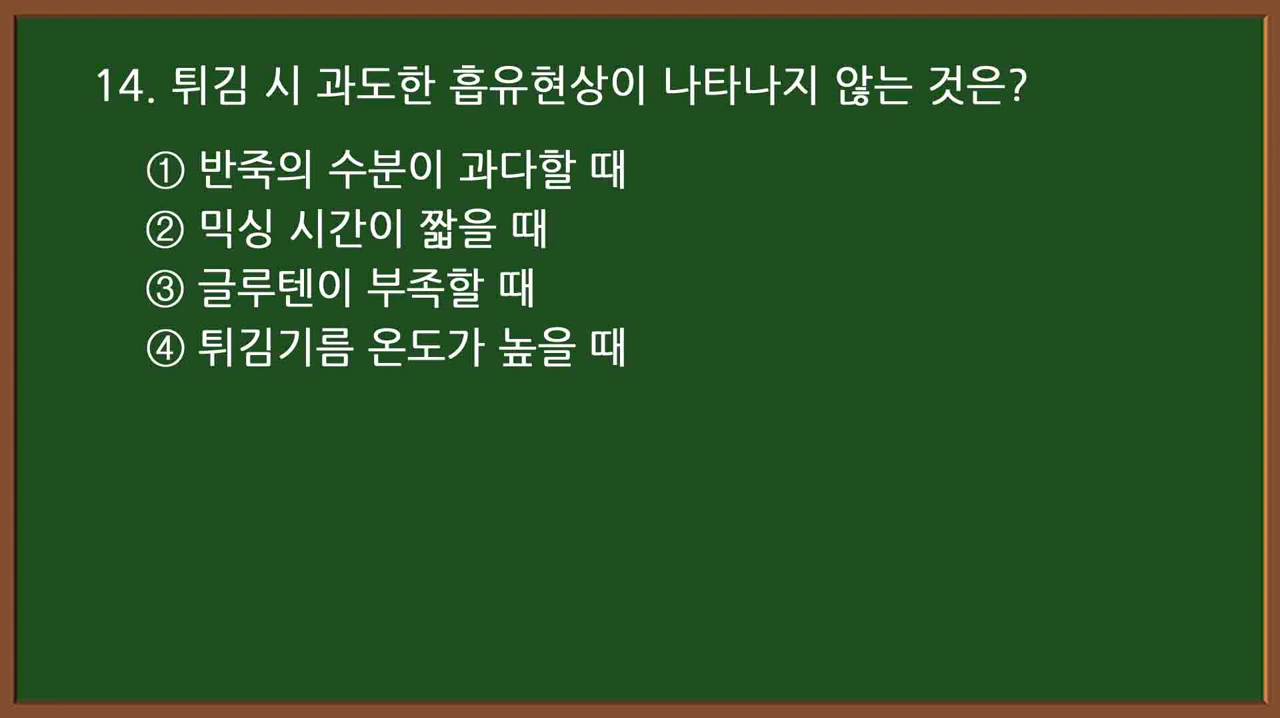 14. 튀김 시 과도한 흡유현상이 나타나지 않는 것은?
① 반죽의 수분이 과다할 때
② 믹싱 시간이 짧을 때
③ 글루텐이 부족할 때
④ 튀김기름 온도가 높을 때